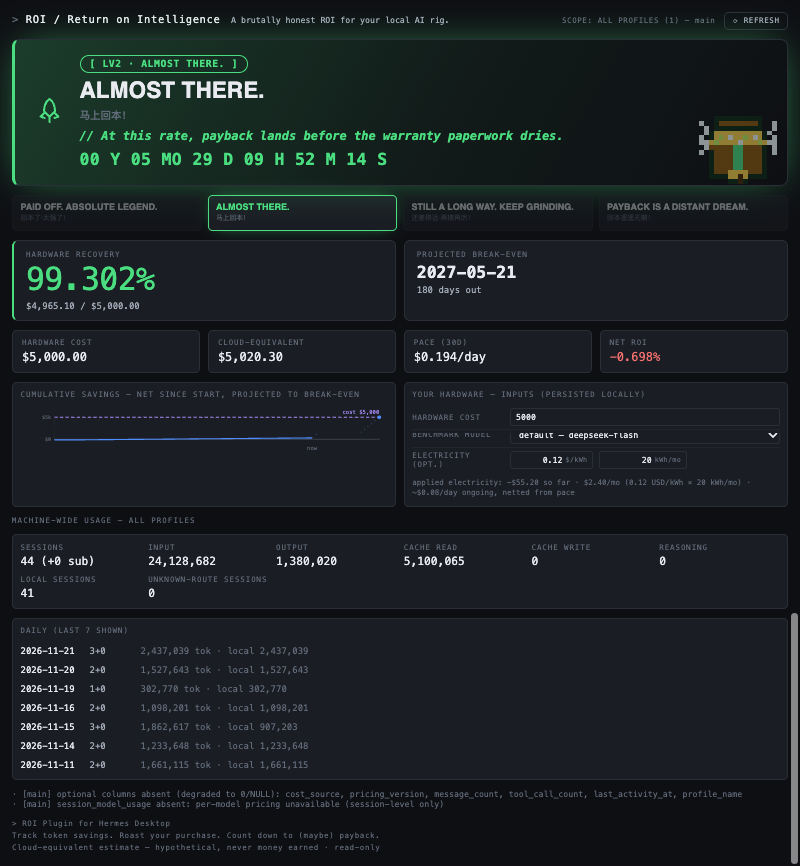 > ROI / Return on Intelligence A brutally honest ROI for your local AI rig.
SCOPE: ALL PROFILES (1) — main
◇ REFRESH
[ LV2 · ALMOST THERE. ]
ALMOST THERE.
马上回本!
// At this rate, payback lands before the warranty paperwork dries.
00 Y 05 MO 29 D 09 H 52 M 14 S
PAID OFF. ABSOLUTE LEGEND.
ALMOST THERE.
马上回本!
STILL A LONG WAY. KEEP GRINDING.
PAYBACK IS A DISTANT DREAM.
HARDWARE RECOVERY
99.302%
$4,965.10 / $5,000.00
PROJECTED BREAK-EVEN
2027-05-21
180 days out
HARDWARE COST
$5,000.00
CLOUD-EQUIVALENT
$5,020.30
PACE (30D)
$0.194/day
NET ROI
−0.698%
CUMULATIVE SAVINGS — NET SINCE START, PROJECTED TO BREAK-EVEN
cost $5,000
$5k
$0
now
YOUR HARDWARE — INPUTS (PERSISTED LOCALLY)
HARDWARE COST 5000
BENCHMARK MODEL default — deepseek-flash
ELECTRICITY (OPT.) 0.12 $/kWh 20 kWh/mo
applied electricity: −$55.20 so far · $2.40/mo (0.12 USD/kWh × 20 kWh/mo) ·
~$0.08/day ongoing, netted from pace
MACHINE-WIDE USAGE — ALL PROFILES
SESSIONS INPUT OUTPUT CACHE READ CACHE WRITE REASONING
44 (+0 sub) 24,128,682 1,380,020 5,100,065 0 0
LOCAL SESSIONS UNKNOWN-ROUTE SESSIONS
41 0
DAILY (LAST 7 SHOWN)
2026-11-21 3+0 2,437,039 tok · local 2,437,039
2026-11-20 2+0 1,527,643 tok · local 1,527,643
2026-11-19 1+0 302,770 tok · local 302,770
2026-11-16 2+0 1,098,201 tok · local 1,098,201
2026-11-15 3+0 1,862,617 tok · local 907,203
2026-11-14 2+0 1,233,648 tok · local 1,233,648
2026-11-11 2+0 1,661,115 tok · local 1,661,115
· [main] optional columns absent (degraded to 0/NULL): cost_source, pricing_version, message_count, tool_call_count, last_activity_at, profile_name
· [main] session_model_usage absent: per-model pricing unavailable (session-level only)
> ROI Plugin for Hermes Desktop
Track token savings. Roast your purchase. Count down to (maybe) payback.
Cloud-equivalent estimate — hypothetical, never money earned · read-only